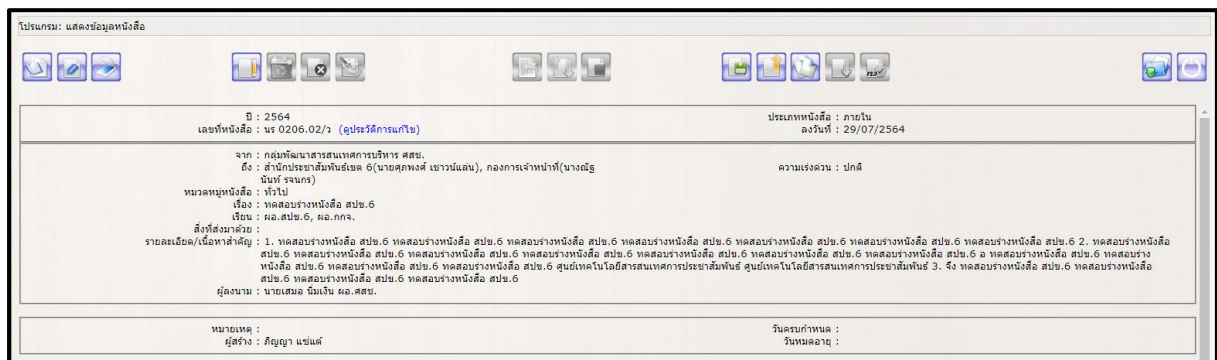 โปรแกรม: แสดงข้อมูลหนังสือ
ปี : 2564
ประเภทหนังสือ : ภายใน
เลขที่หนังสือ : นร 0206.02/ว (ดูประวัติการแก้ไข)
ลงวันที่ : 29/07/2564
จาก : กลุ่มพัฒนาสารสนเทศการบริหาร ศสช.
ถึง : สำนักประชาสัมพันธ์เขต 6(นายศุภพงศ์ เชาวน์แล่น), กองการเจ้าหน้าที่(นางณัฐ
ความเร่งด่วน : ปกติ
นันท์ รจนกร)
หมวดหมู่หนังสือ : ทั่วไป
เรื่อง : ทดสอบร่างหนังสือ สปข.6
เรียน : ผอ.สปข.6, ผอ.กกจ.
สิ่งที่ส่งมาด้วย :
รายละเอียด/เนื้อหาสำคัญ : 1. ทดสอบร่างหนังสือ สปข.6 ทดสอบร่างหนังสือ สปข.6 ทดสอบร่างหนังสือ สปข.6 ทดสอบร่างหนังสือ สปข.6 ทดสอบร่างหนังสือ สปข.6 ทดสอบร่างหนังสือ สปข.6 ทดสอบร่างหนังสือ สปข.6 2. ทดสอบร่างหนังสือ
สปข.6 ทดสอบร่างหนังสือ สปข.6 ทดสอบร่างหนังสือ สปข.6 ทดสอบร่างหนังสือ สปข.6 ทดสอบร่างหนังสือ สปข.6 ทดสอบร่างหนังสือ สปข.6 อ ทดสอบร่างหนังสือ สปข.6 ทดสอบร่าง
หนังสือ สปข.6 ทดสอบร่างหนังสือ สปข.6 ทดสอบร่างหนังสือ สปข.6 ศูนย์เทคโนโลยีสารสนเทศการประชาสัมพันธ์ ศูนย์เทคโนโลยีสารสนเทศการประชาสัมพันธ์ 3. จึง ทดสอบร่างหนังสือ สปข.6 ทดสอบร่างหนังสือ
สปข.6 ทดสอบร่างหนังสือ สปข.6 ทดสอบร่างหนังสือ สปข.6
ผู้ลงนาม : นายเสมอ นิ่มเงิน ผอ.ศสช.
หมายเหตุ :
วันครบกำหนด :
ผู้สร้าง : ภิญญา แซ่แต้
วันหมดอายุ :